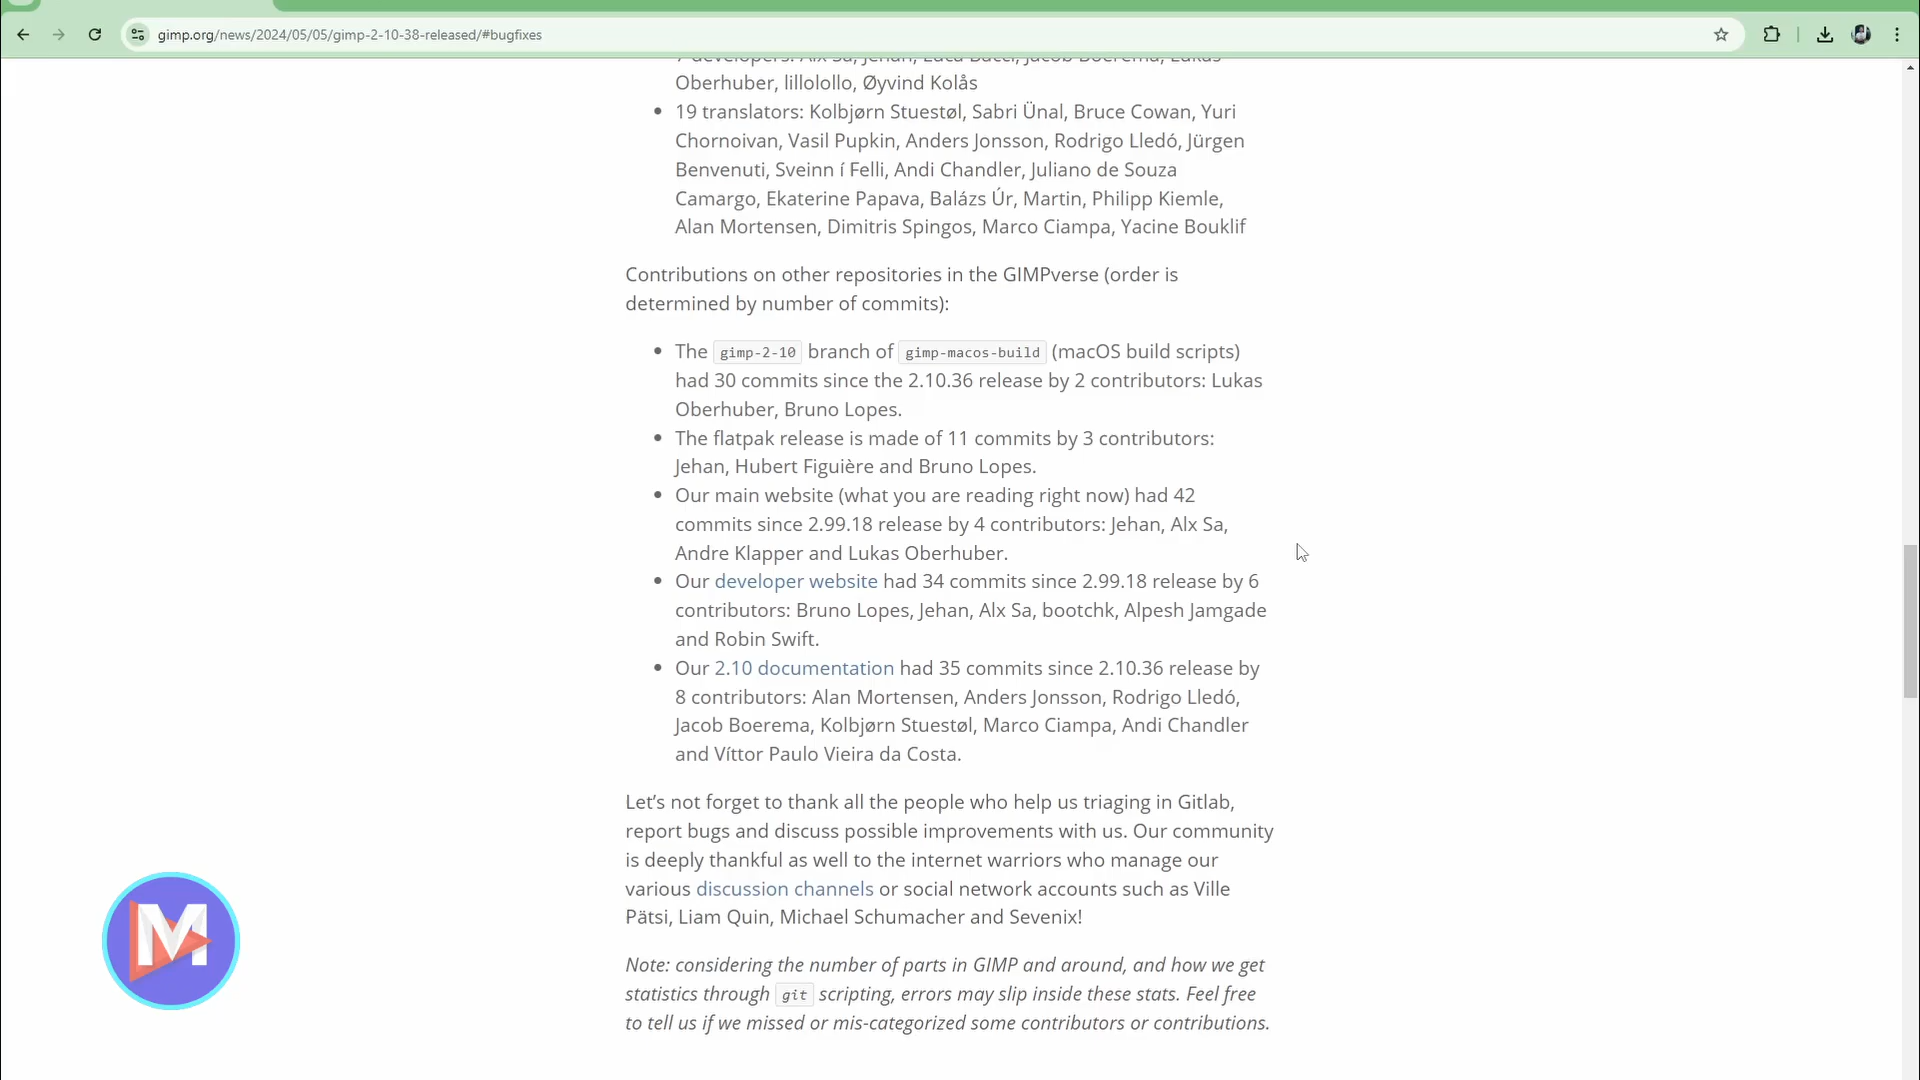 gimp.org/news/2024/05/05/gimp-2-10-38-released/#bugfixes
7 developers: Alx Sa, Jehan, Luca Bacci, Jacob Boerema, Lukas
Oberhuber, lillolollo, Øyvind Kolås
19 translators: Kolbjørn Stuestøl, Sabri Ünal, Bruce Cowan, Yuri
Chornoivan, Vasil Pupkin, Anders Jonsson, Rodrigo Lledó, Jürgen
Benvenuti, Sveinn í Felli, Andi Chandler, Juliano de Souza
Camargo, Ekaterine Papava, Balázs Úr, Martin, Philipp Kiemle,
Alan Mortensen, Dimitris Spingos, Marco Ciampa, Yacine Bouklif
Contributions on other repositories in the GIMPverse (order is
determined by number of commits):
The gimp-2-10 branch of gimp-macos-build (macOS build scripts)
had 30 commits since the 2.10.36 release by 2 contributors: Lukas
Oberhuber, Bruno Lopes.
The flatpak release is made of 11 commits by 3 contributors:
Jehan, Hubert Figuière and Bruno Lopes.
Our main website (what you are reading right now) had 42
commits since 2.99.18 release by 4 contributors: Jehan, Alx Sa,
Andre Klapper and Lukas Oberhuber.
Our developer website had 34 commits since 2.99.18 release by 6
contributors: Bruno Lopes, Jehan, Alx Sa, bootchk, Alpesh Jamgade
and Robin Swift.
Our 2.10 documentation had 35 commits since 2.10.36 release by
8 contributors: Alan Mortensen, Anders Jonsson, Rodrigo Lledó,
Jacob Boerema, Kolbjørn Stuestøl, Marco Ciampa, Andi Chandler
and Víttor Paulo Vieira da Costa.
Let’s not forget to thank all the people who help us triaging in Gitlab,
report bugs and discuss possible improvements with us. Our community
is deeply thankful as well to the internet warriors who manage our
various discussion channels or social network accounts such as Ville
Pätsi, Liam Quin, Michael Schumacher and Sevenix!
Note: considering the number of parts in GIMP and around, and how we get
statistics through git scripting, errors may slip inside these stats. Feel free
to tell us if we missed or mis-categorized some contributors or contributions.
M